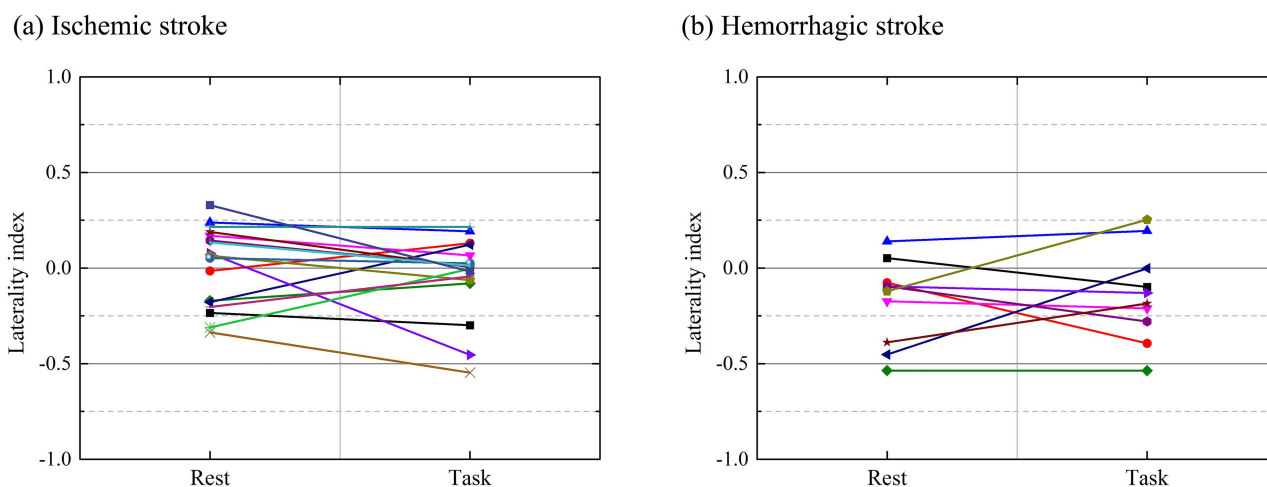 (a) Ischemic stroke
1.0
0.5
0.0
-0.5
-1.0
Laterality index
Rest
Task
(b) Hemorrhagic stroke
1.0
0.5
0.0
-0.5
-1.0
Laterality index
Rest
Task